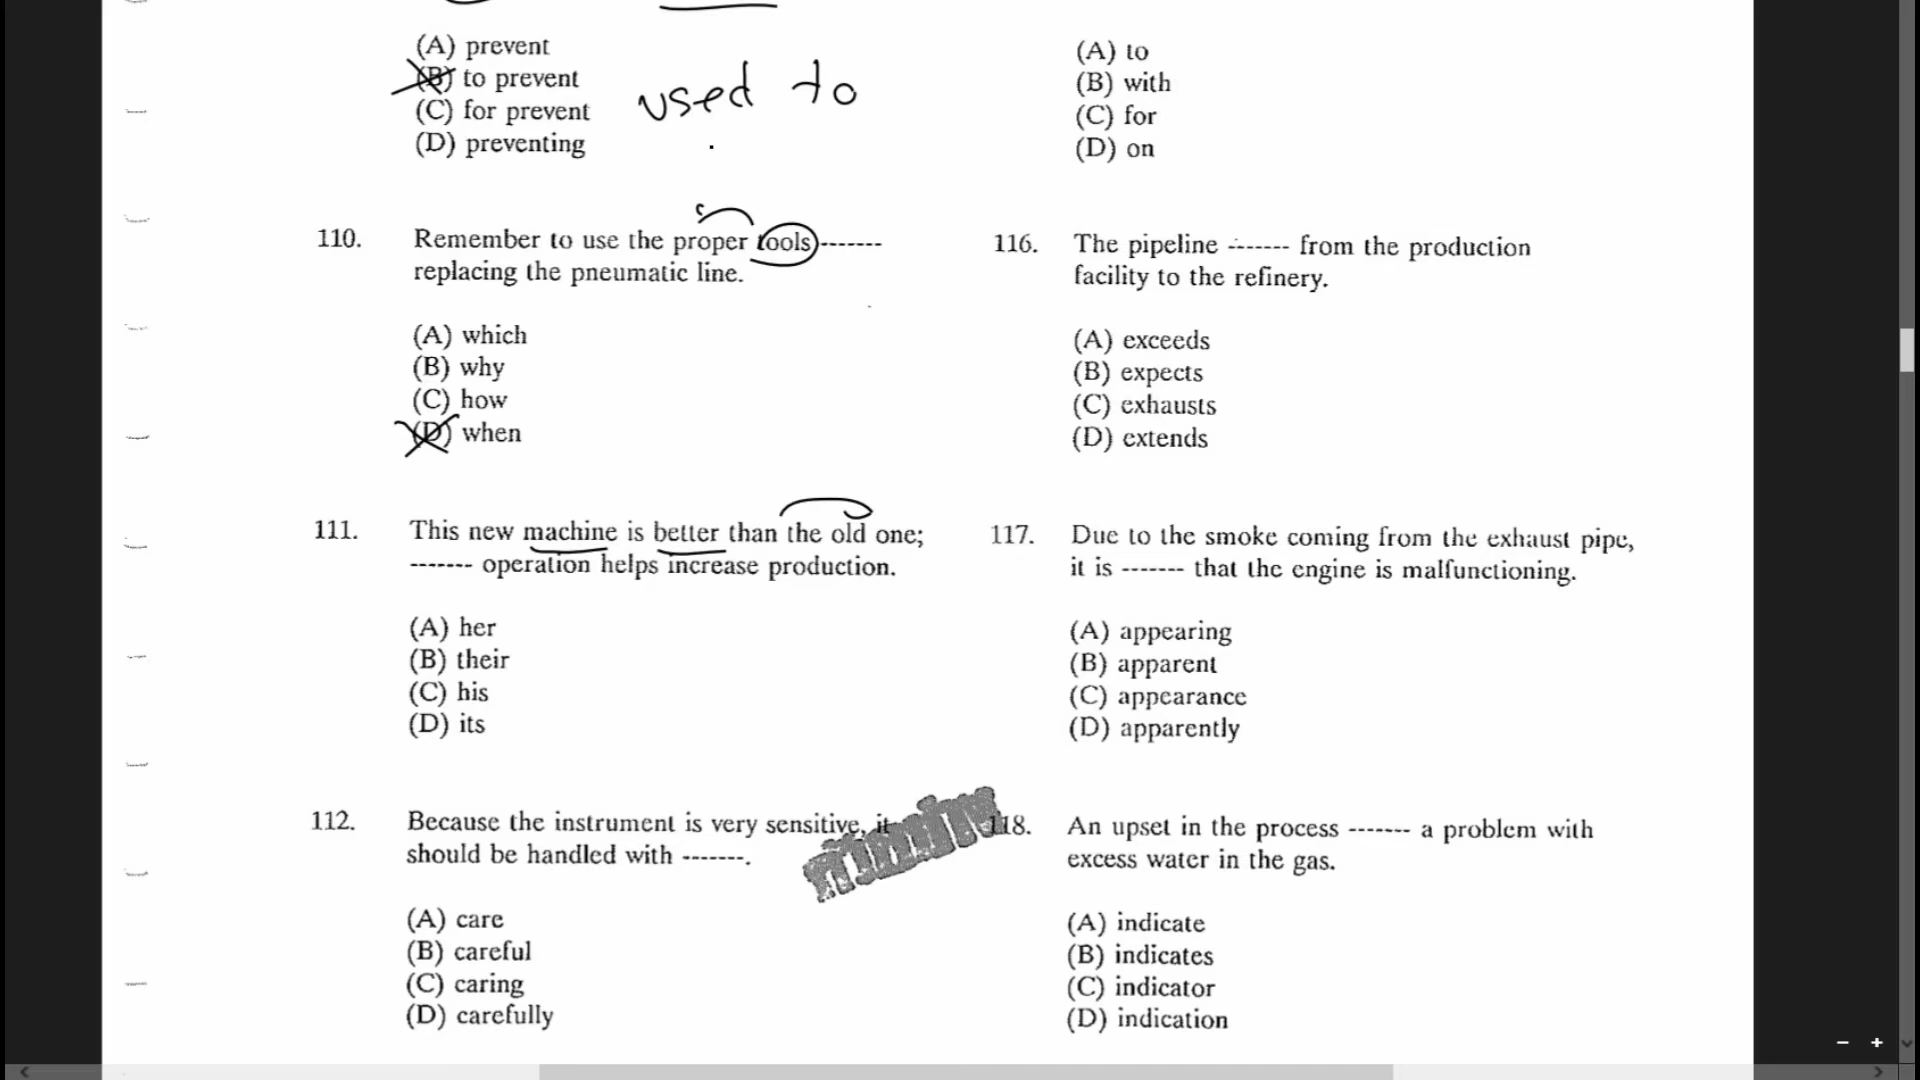 (A) prevent
(B) to prevent
(C) for prevent
(D) preventing
used to
110. Remember to use the proper tools -------
replacing the pneumatic line.
(A) which
(B) why
(C) how
(D) when
111. This new machine is better than the old one;
------- operation helps increase production.
(A) her
(B) their
(C) his
(D) its
112. Because the instrument is very sensitive, it
should be handled with -------.
(A) care
(B) careful
(C) caring
(D) carefully
(A) to
(B) with
(C) for
(D) on
116. The pipeline ------- from the production
facility to the refinery.
(A) exceeds
(B) expects
(C) exhausts
(D) extends
117. Due to the smoke coming from the exhaust pipe,
it is ------- that the engine is malfunctioning.
(A) appearing
(B) apparent
(C) appearance
(D) apparently
118. An upset in the process ------- a problem with
excess water in the gas.
(A) indicate
(B) indicates
(C) indicator
(D) indication